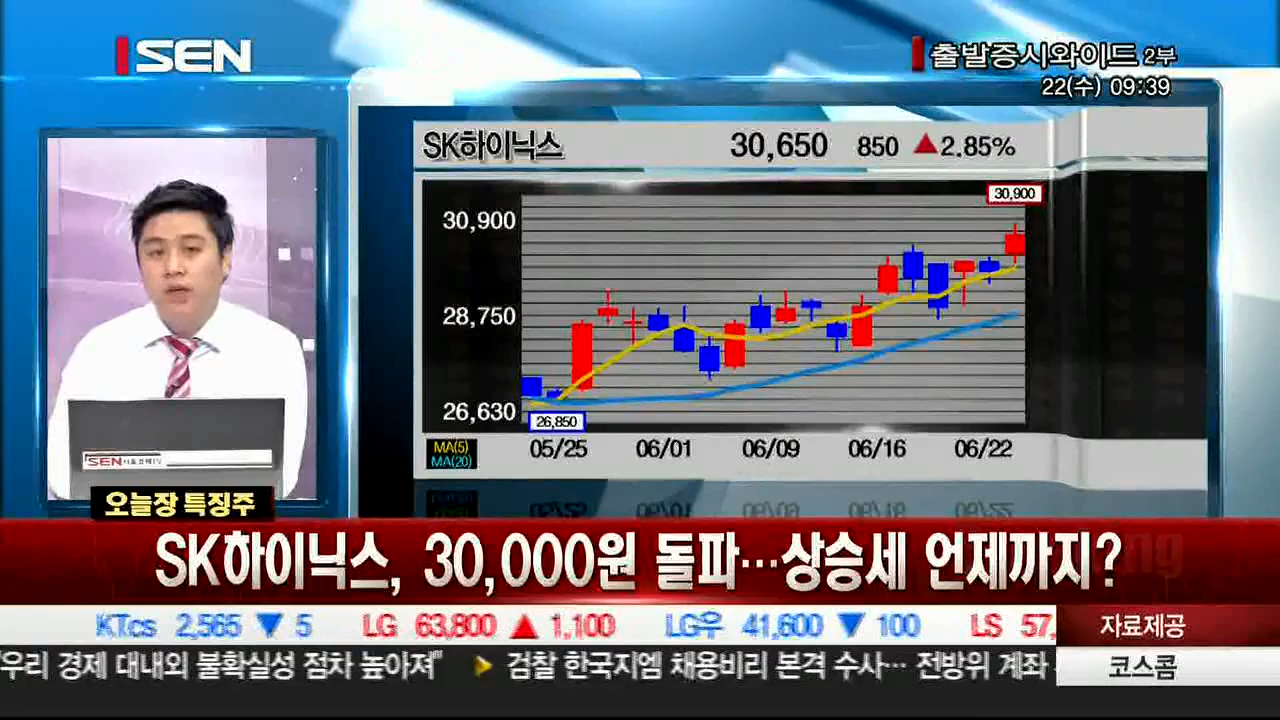 SEN
출발증시와이드 2부
22(수) 09:39
SK하이닉스 30,650 850 ▲2.85%
30,900
30,900
28,750
26,630
26,850
MA(5)
MA(20)
05/25 06/01 06/09 06/16 06/22
SEN
오늘장 특징주
SK하이닉스, 30,000원 돌파…상승세 언제까지?
KTcs 2,565 ▼ 5 LG 63,800 ▲ 1,100 LG우 41,600 ▼ 100 LS 57,
자료제공
"우리 경제 대내외 불확실성 점차 높아져" ▶ 검찰 한국지엠 채용비리 본격 수사… 전방위 계좌
코스콤